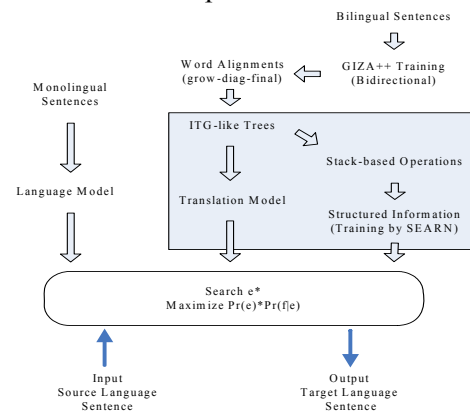 Bilingual Sentences
Word Alignments
(grow-diag-final)
GIZA++ Training
(Bidirectional)
Monolingual
Sentences
ITG-like Trees
Stack-based Operations
Language Model
Translation Model
Structured Information
(Training by SEARN)
Search e*
Maximize Pr(e)*Pr(f|e)
Input
Source Language
Sentence
Output
Target Language
Sentence